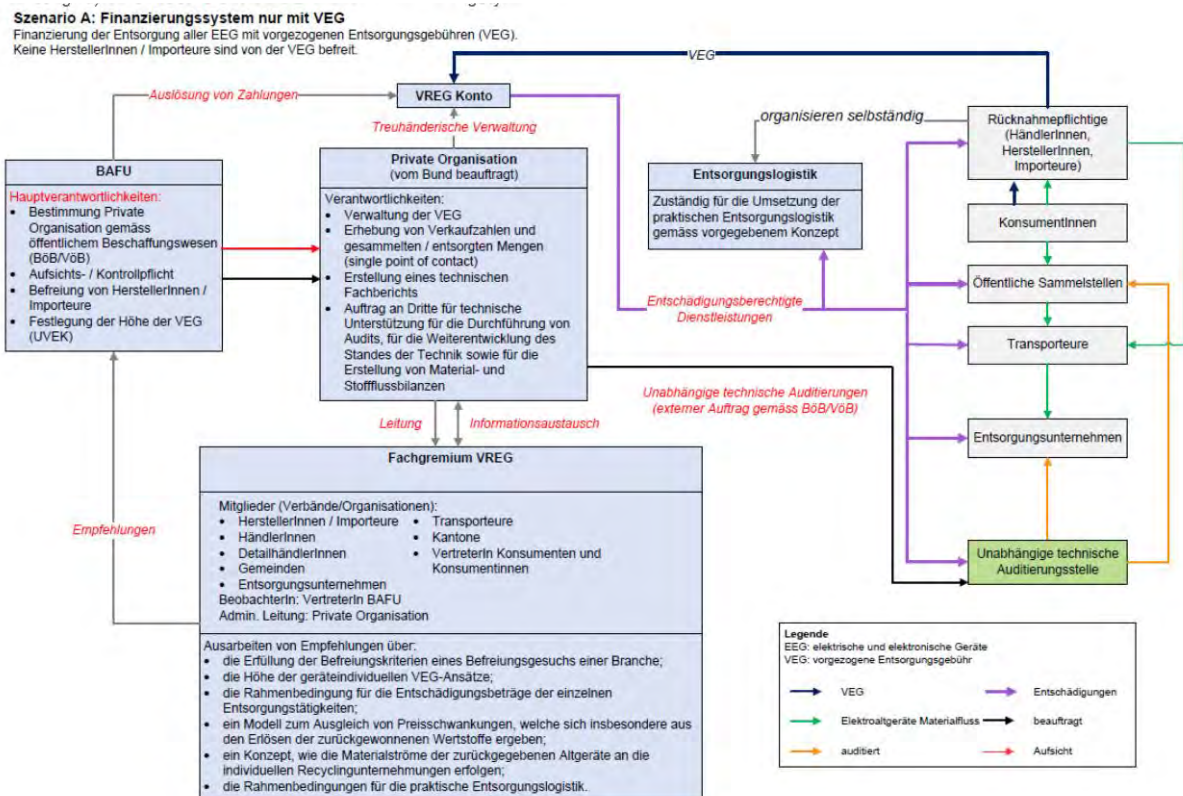 Szenario A: Finanzierungssystem nur mit VEG
Finanzierung der Entsorgung aller EEG mit vorgezogenen Entsorgungsgebühren (VEG).
Keine HerstellerInnen / Importeure sind von der VEG befreit.
VEG
Auslösung von Zahlungen
VREG Konto
Treuhänderische Verwaltung
organisieren selbständig
Rücknahmepflichtige
(HändlerInnen,
HerstellerInnen,
Importeure)
BAFU
Hauptverantwortlichkeiten:
• Bestimmung Private
Organisation gemäss
öffentlichem Beschaffungswesen
(BöB/VöB)
• Aufsichts- / Kontrollpflicht
• Befreiung von HerstellerInnen /
Importeure
• Festlegung der Höhe der VEG
(UVEK)
Private Organisation
(vom Bund beauftragt)
Verantwortlichkeiten:
• Verwaltung der VEG
• Erhebung von Verkaufzahlen und
gesammelten / entsorgten Mengen
(single point of contact)
• Erstellung eines technischen
Fachberichts
• Auftrag an Dritte für technische
Unterstützung für die Durchführung von
Audits, für die Weiterentwicklung des
Standes der Technik sowie für die
Erstellung von Material- und
Stoffflussbilanzen
Entsorgungslogistik
Zuständig für die Umsetzung der
praktischen Entsorgungslogistik
gemäss vorgegebenem Konzept
KonsumentInnen
Öffentliche Sammelstellen
Entschädigungsberechtigte
Dienstleistungen
Transporteure
Unabhängige technische Auditierungen
(externer Auftrag gemäss BöB/VöB)
Entsorgungsunternehmen
Leitung
Informationsaustausch
Fachgremium VREG
Mitglieder (Verbände/Organisationen):
• HerstellerInnen / Importeure
• HändlerInnen
• DetailhändlerInnen
• Gemeinden
• Entsorgungsunternehmen
• Transporteure
• Kantone
• VertreterIn Konsumenten und
Konsumentinnen
BeobachterIn: VertreterIn BAFU
Admin. Leitung: Private Organisation
Empfehlungen
Unabhängige technische
Auditierungsstelle
Ausarbeiten von Empfehlungen über:
• die Erfüllung der Befreiungskriterien eines Befreiungsgesuchs einer Branche;
• die Höhe der geräteindividuellen VEG-Ansätze;
• die Rahmenbedingung für die Entschädigungsbeträge der einzelnen
Entsorgungstätigkeiten;
• ein Modell zum Ausgleich von Preisschwankungen, welche sich insbesondere aus
den Erlösen der zurückgewonnenen Wertstoffe ergeben;
• ein Konzept, wie die Materialströme der zurückgegebenen Altgeräte an die
individuellen Recyclingunternehmungen erfolgen;
• die Rahmenbedingungen für die praktische Entsorgungslogistik.
Legende
EEG: elektrische und elektronische Geräte
VEG: vorgezogene Entsorgungsgebühr
VEG
Entschädigungen
Elektroaltgeräte Materialfluss
beauftragt
auditiert
Aufsicht